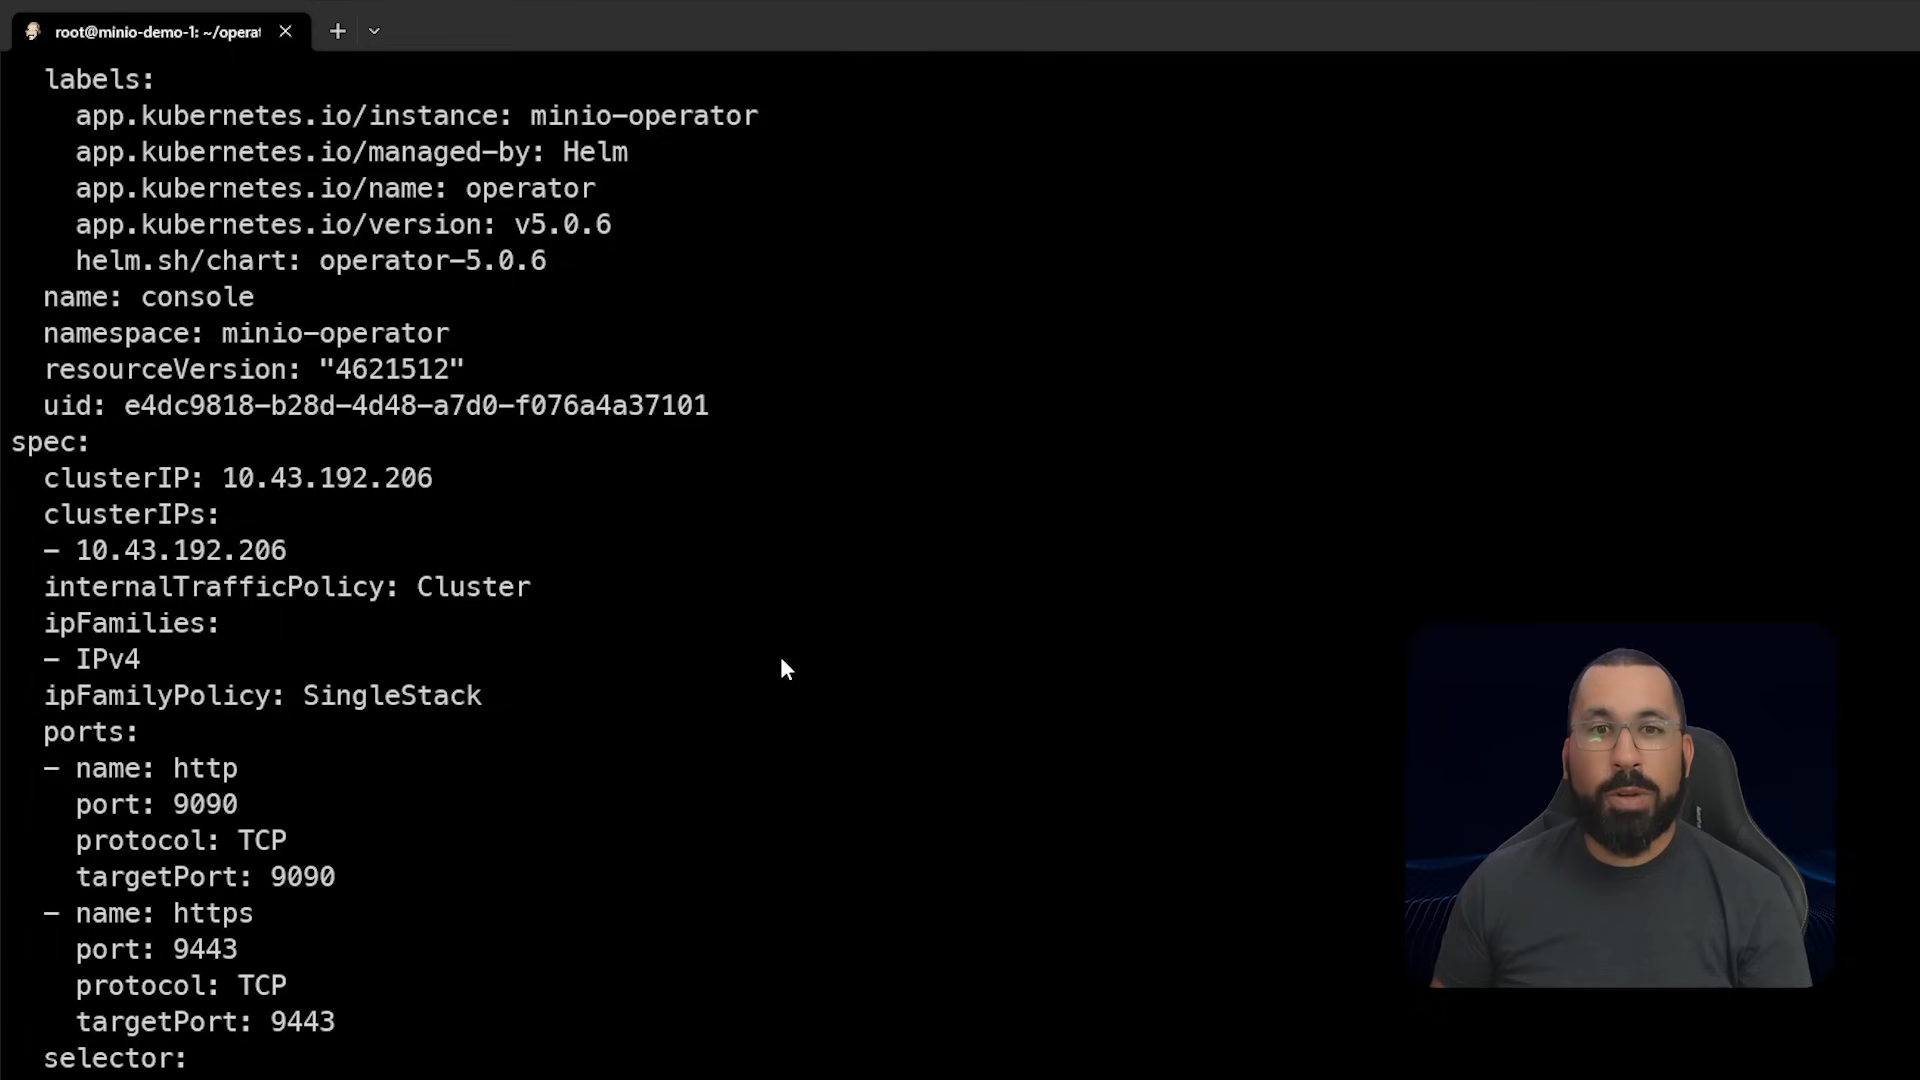 root@minio-demo-1: ~/operat
labels:
app.kubernetes.io/instance: minio-operator
app.kubernetes.io/managed-by: Helm
app.kubernetes.io/name: operator
app.kubernetes.io/version: v5.0.6
helm.sh/chart: operator-5.0.6
name: console
namespace: minio-operator
resourceVersion: "4621512"
uid: e4dc9818-b28d-4d48-a7d0-f076a4a37101
spec:
clusterIP: 10.43.192.206
clusterIPs:
- 10.43.192.206
internalTrafficPolicy: Cluster
ipFamilies:
- IPv4
ipFamilyPolicy: SingleStack
ports:
- name: http
port: 9090
protocol: TCP
targetPort: 9090
- name: https
port: 9443
protocol: TCP
targetPort: 9443
selector: